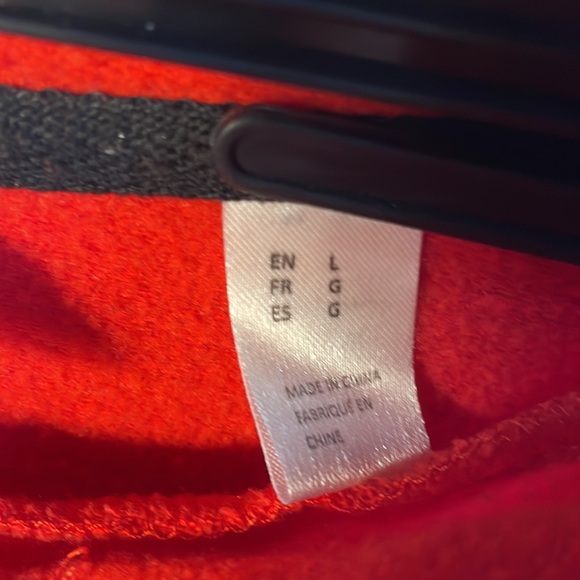 EN L
FR G
ES G
MADE IN CHINA
FABRIQUÉ EN
CHINE